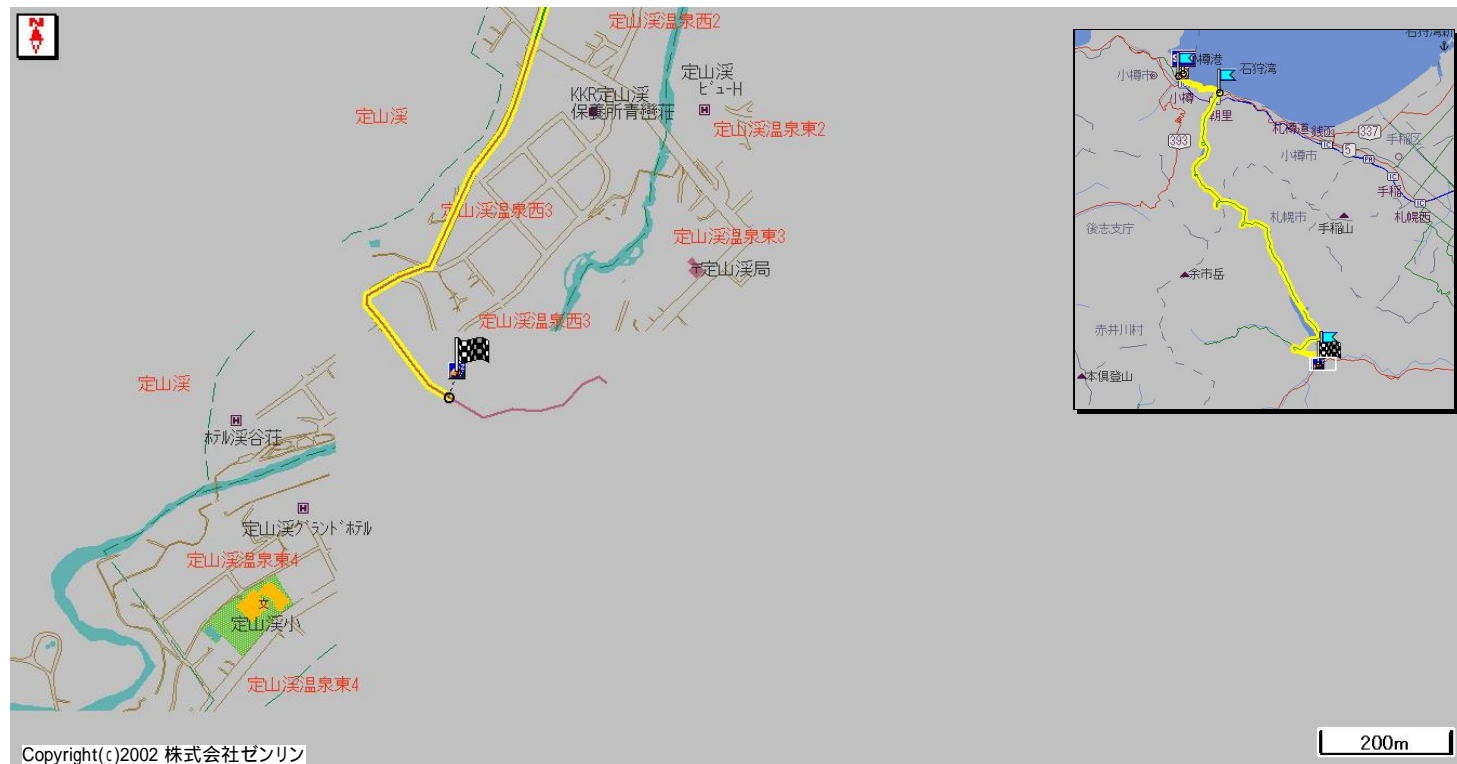 N
定山渓温泉西2
定山渓
ﾋﾞｭｰH
KKR定山渓
保養所青巒荘
定山渓
定山渓温泉東2
定山渓温泉西3
定山渓温泉東3
定山渓局
定山渓温泉西3
定山渓
ﾎﾃﾙ渓谷荘
定山渓ｸﾞﾗﾝﾄﾞﾎﾃﾙ
定山渓温泉東4
文
定山渓小
定山渓温泉東4
小樽港
石狩湾
小樽市
小樽
朝里
札樽道
銭函
337
手稲区
393
小樽市
5
PA
IC
手稲
IC
札幌西
札幌市
手稲山
後志支庁
余市岳
赤井川村
本倶登山
200m
Copyright(c)2002 株式会社ゼンリン